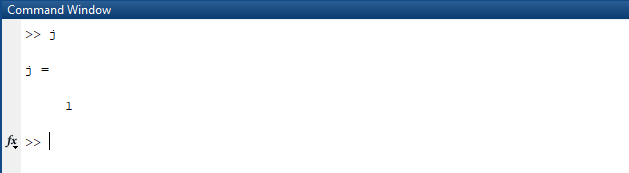 Command Window
>> j
j =
1
fx >>